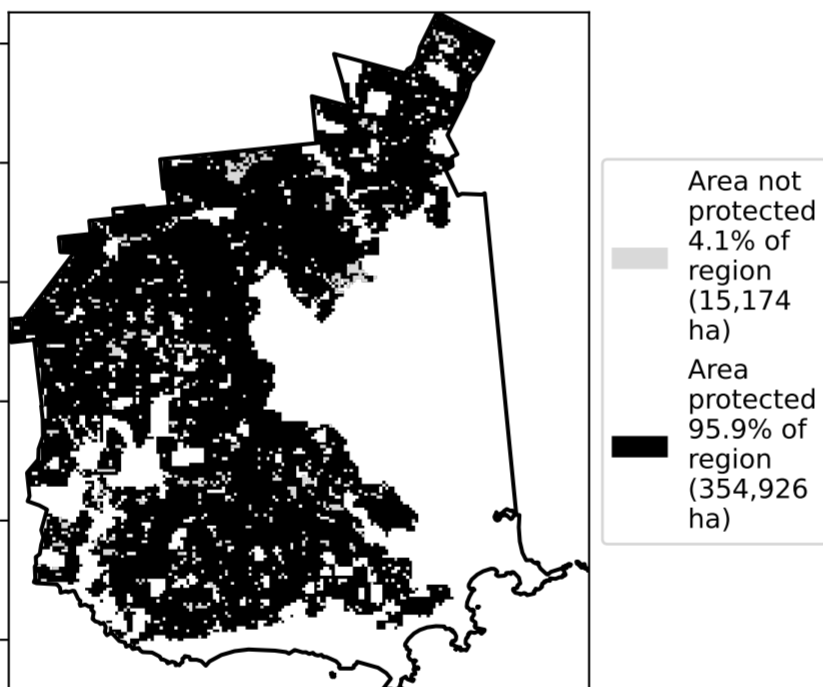 Area not
protected
4.1% of
region
(15,174
ha)
Area
protected
95.9% of
region
(354,926
ha)